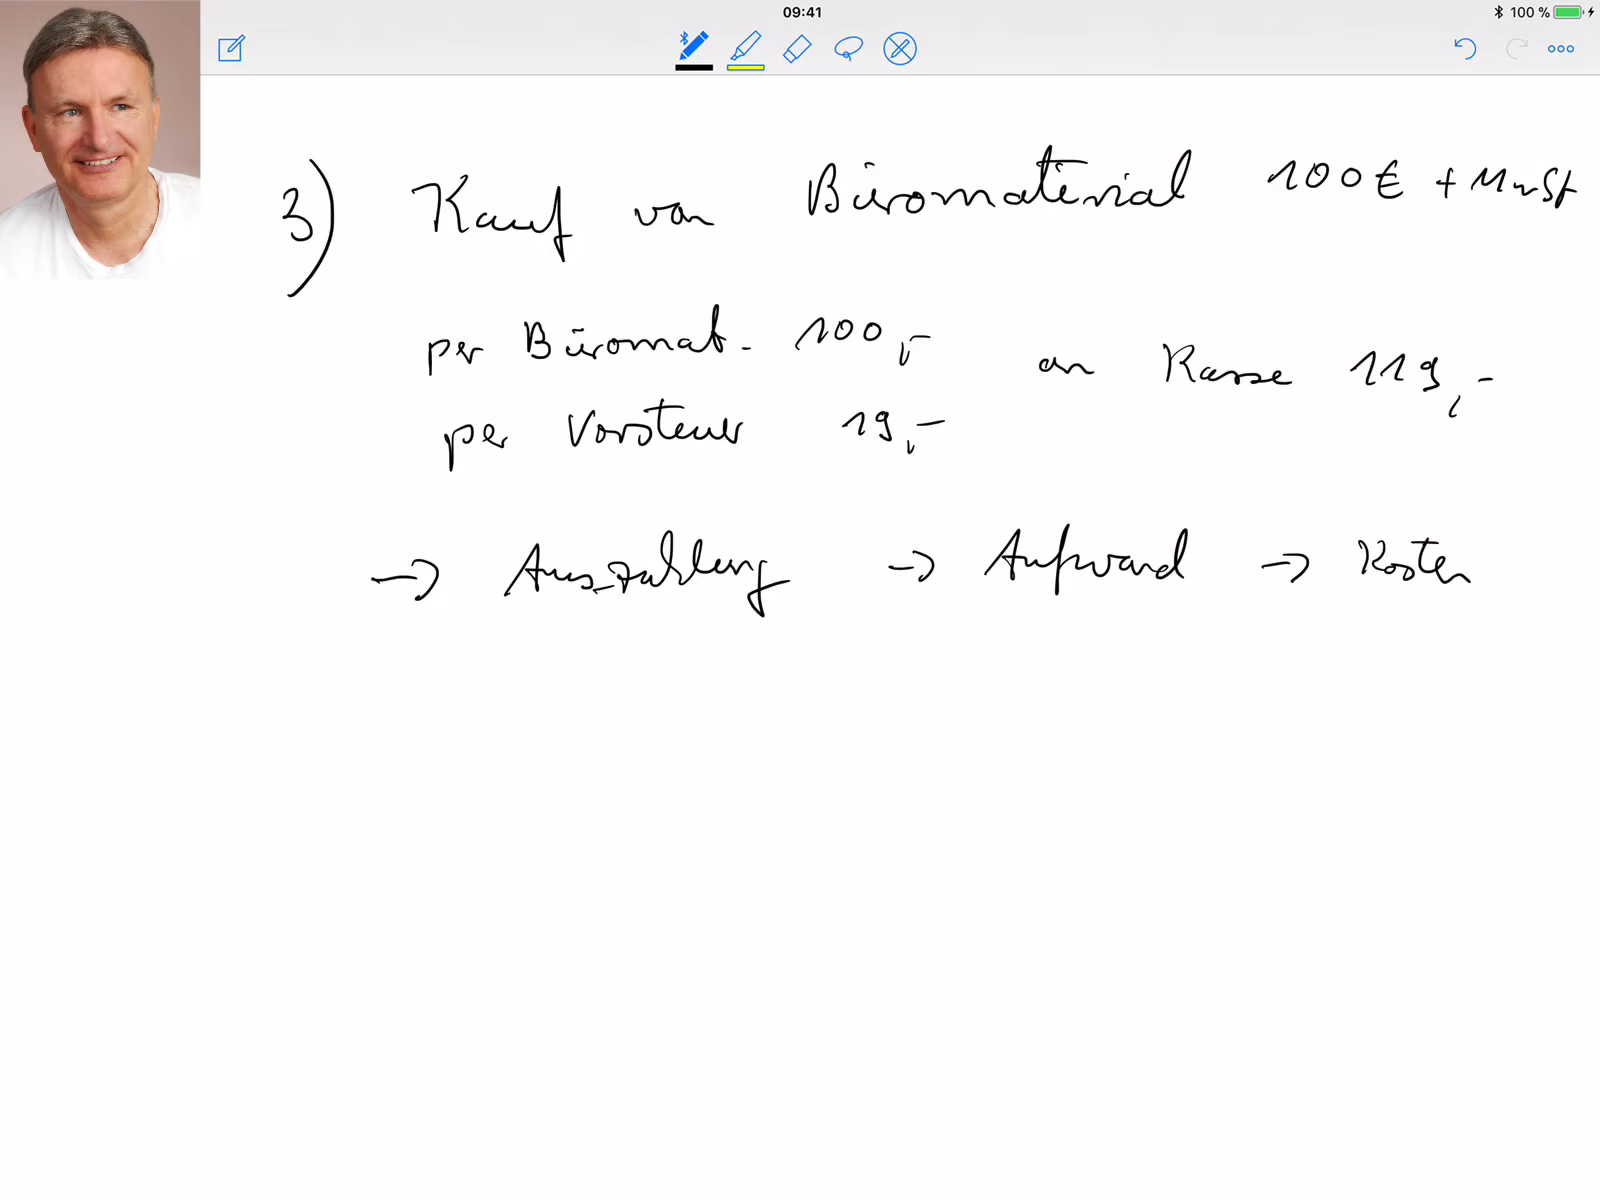 09:41
100 %
3) Kauf von Büromaterial 100€ + MwSt
per Büromat. 100,- an Kasse 119,-
per Vorsteuer 19,-
→ Auszahlung → Aufwand → Kosten